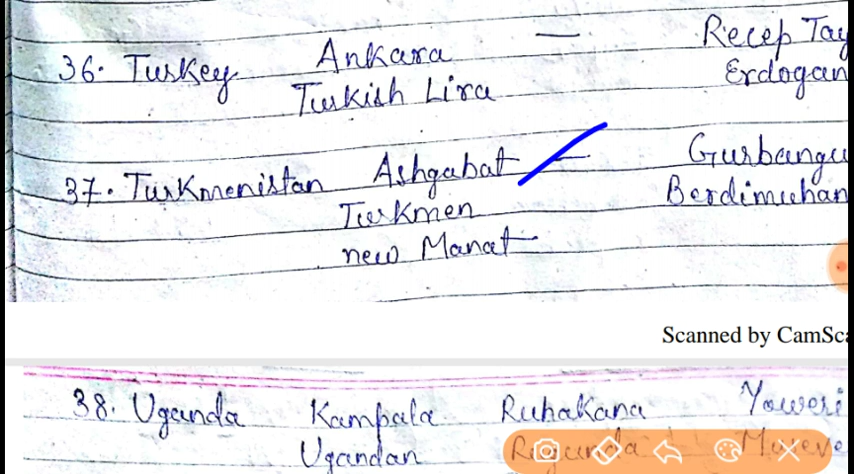 36. Turkey Ankara — Recep Tay
Turkish Lira Erdogan
37. Turkmenistan Ashgabat — Gurbangu
Turkmen Berdimuhan
new Manat
Scanned by CamSca
38. Uganda Kampala Ruhakana Yoweri
Ugandan